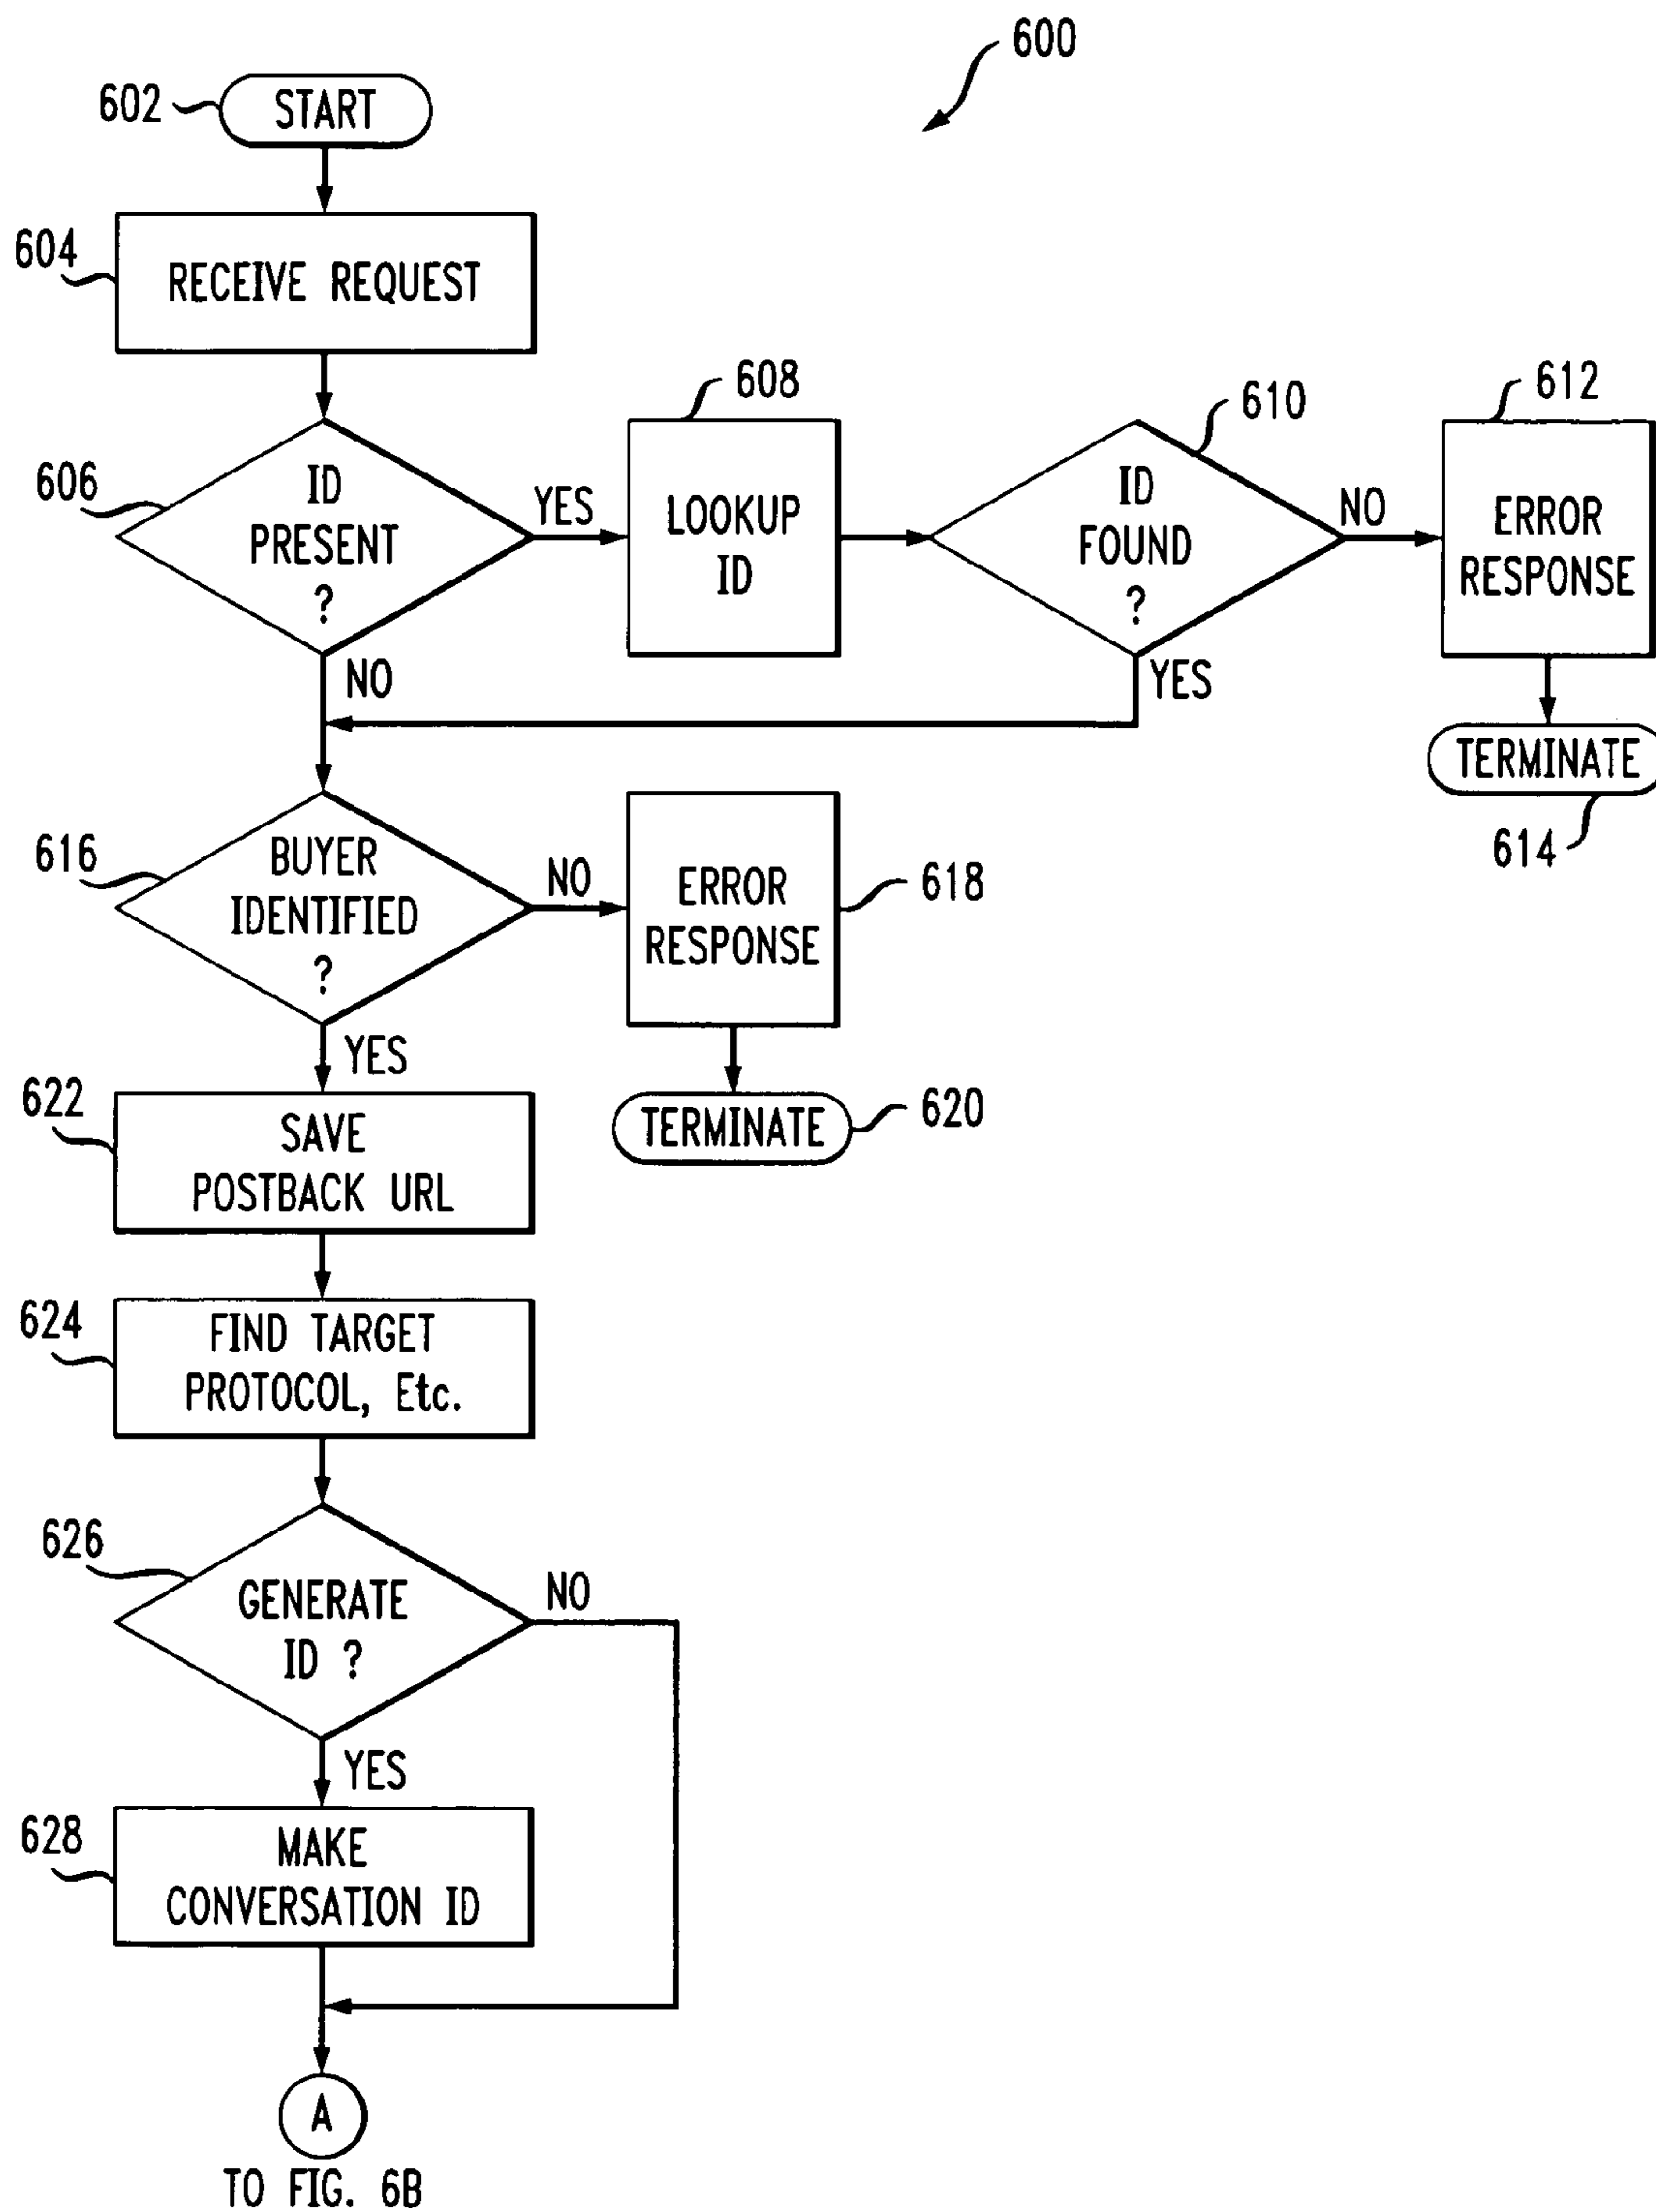 600
602
START
604
RECEIVE REQUEST
606
ID
PRESENT
?
YES
NO
608
LOOKUP
ID
610
ID
FOUND
?
NO
YES
612
ERROR
RESPONSE
TERMINATE
614
616
BUYER
IDENTIFIED
?
NO
YES
ERROR
RESPONSE
618
TERMINATE
620
622
SAVE
POSTBACK URL
624
FIND TARGET
PROTOCOL, Etc.
626
GENERATE
ID ?
NO
YES
628
MAKE
CONVERSATION ID
A
TO FIG. 6B